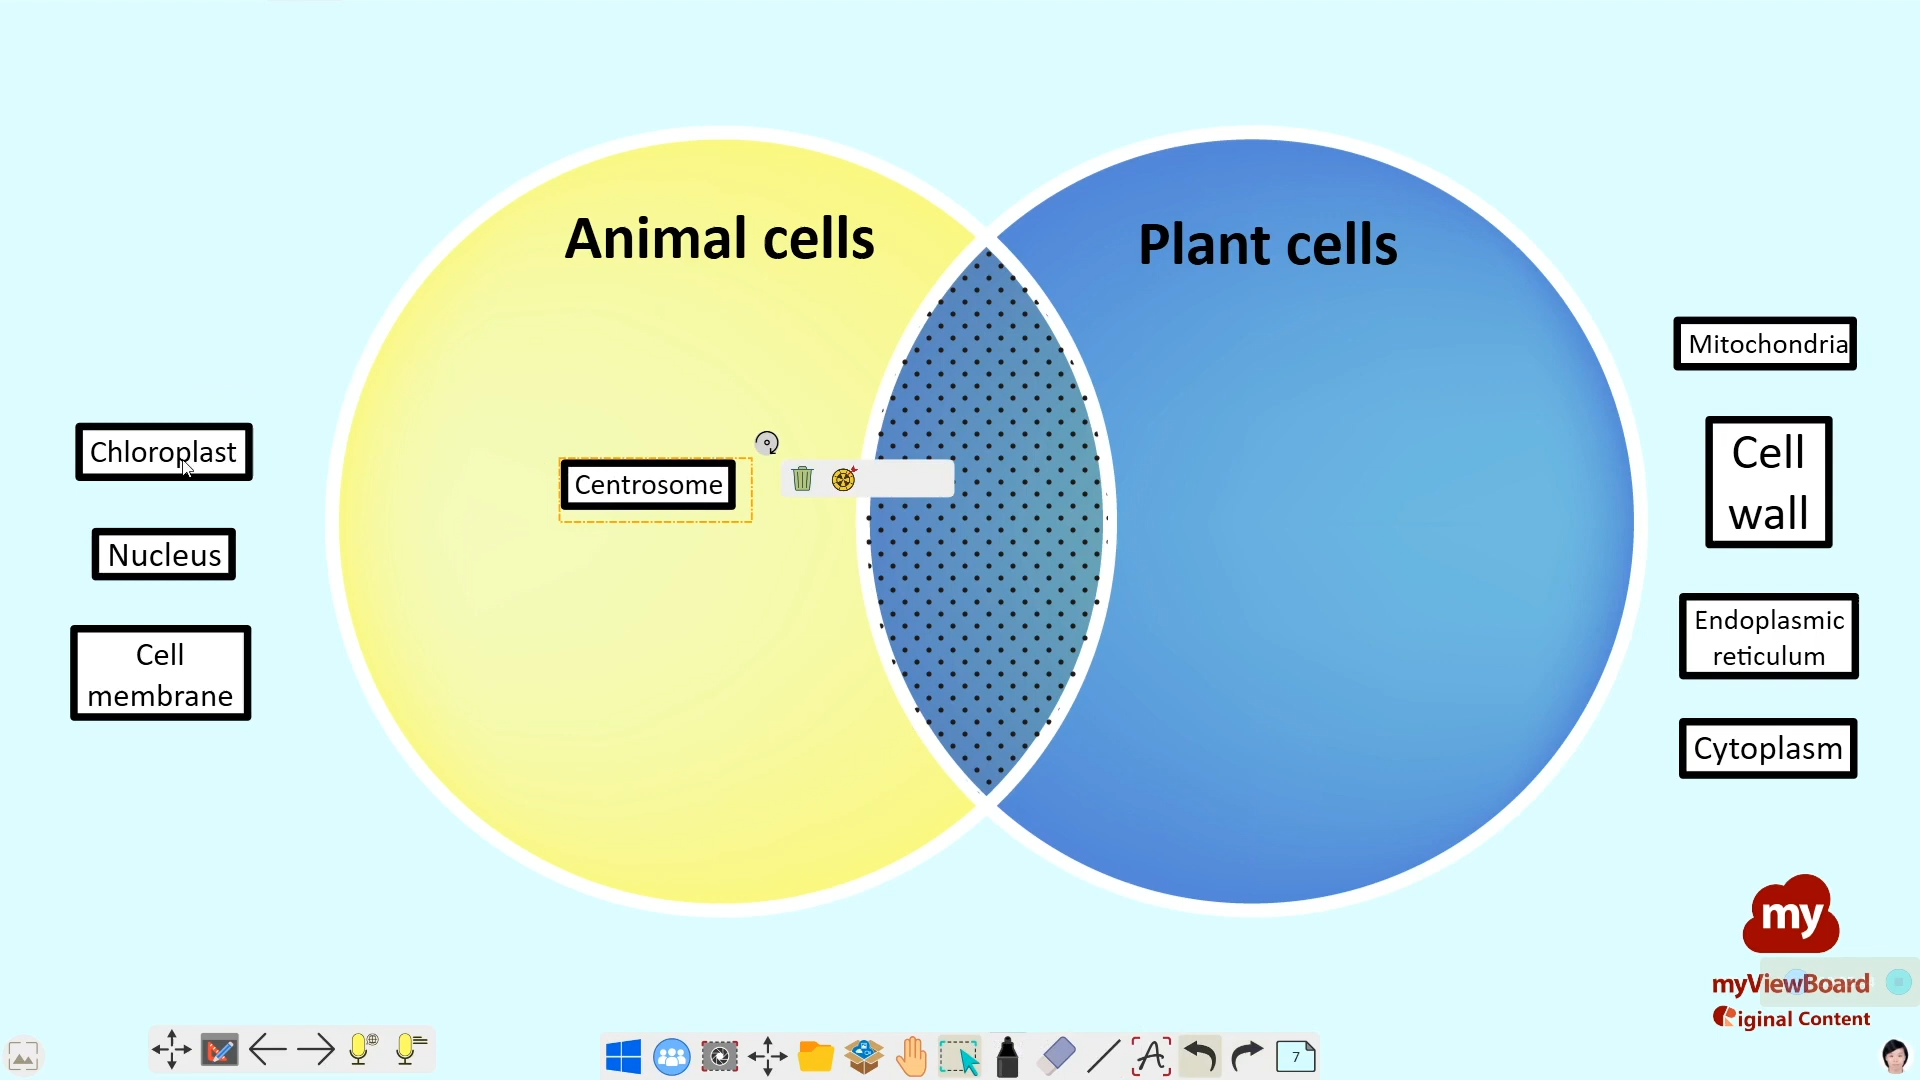 Animal cells
Plant cells
Mitochondria
Chloroplast
Cell
wall
Centrosome
Nucleus
Endoplasmic
reticulum
Cell
membrane
Cytoplasm
my
myViewBoard
Original Content
7